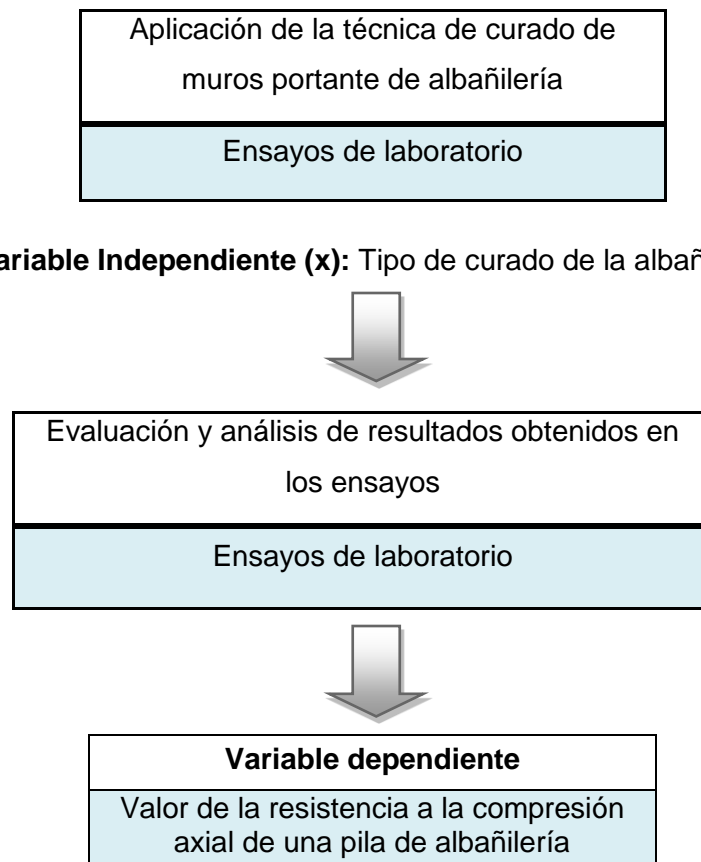 Aplicación de la técnica de curado de
muros portante de albañilería
Ensayos de laboratorio
Independiente (x): Tipo de curado de la
Evaluación y análisis de resultados obtenidos en
los ensayos
Ensayos de laboratorio
Variable dependiente
Valor de la resistencia a la compresión
axial de una pila de albañilería